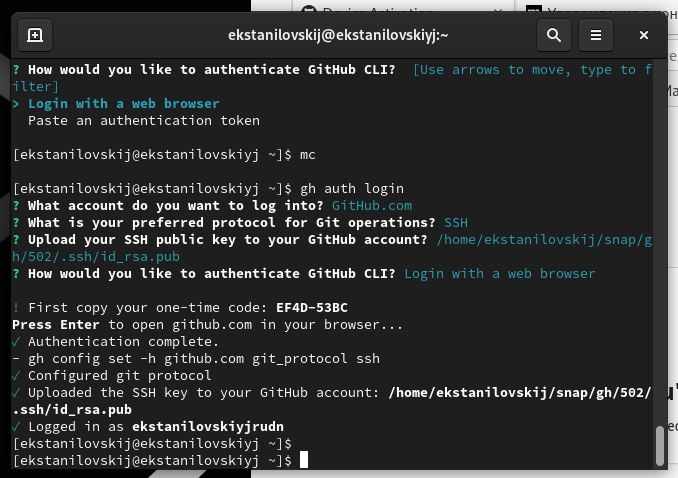 Device Activation
ekstanilovskij@ekstanilovskiyj:~
? How would you like to authenticate GitHub CLI?  [Use arrows to move, type to f
ilter]
> Login with a web browser
  Paste an authentication token
[ekstanilovskij@ekstanilovskiyj ~]$ mc
[ekstanilovskij@ekstanilovskiyj ~]$ gh auth login
? What account do you want to log into? GitHub.com
? What is your preferred protocol for Git operations? SSH
? Upload your SSH public key to your GitHub account? /home/ekstanilovskij/snap/g
h/502/.ssh/id_rsa.pub
? How would you like to authenticate GitHub CLI? Login with a web browser
! First copy your one-time code: EF4D-53BC
Press Enter to open github.com in your browser...
✓ Authentication complete.
- gh config set -h github.com git_protocol ssh
✓ Configured git protocol
✓ Uploaded the SSH key to your GitHub account: /home/ekstanilovskij/snap/gh/502/
.ssh/id_rsa.pub
✓ Logged in as ekstanilovskiyjrudn
[ekstanilovskij@ekstanilovskiyj ~]$
[ekstanilovskij@ekstanilovskiyj ~]$